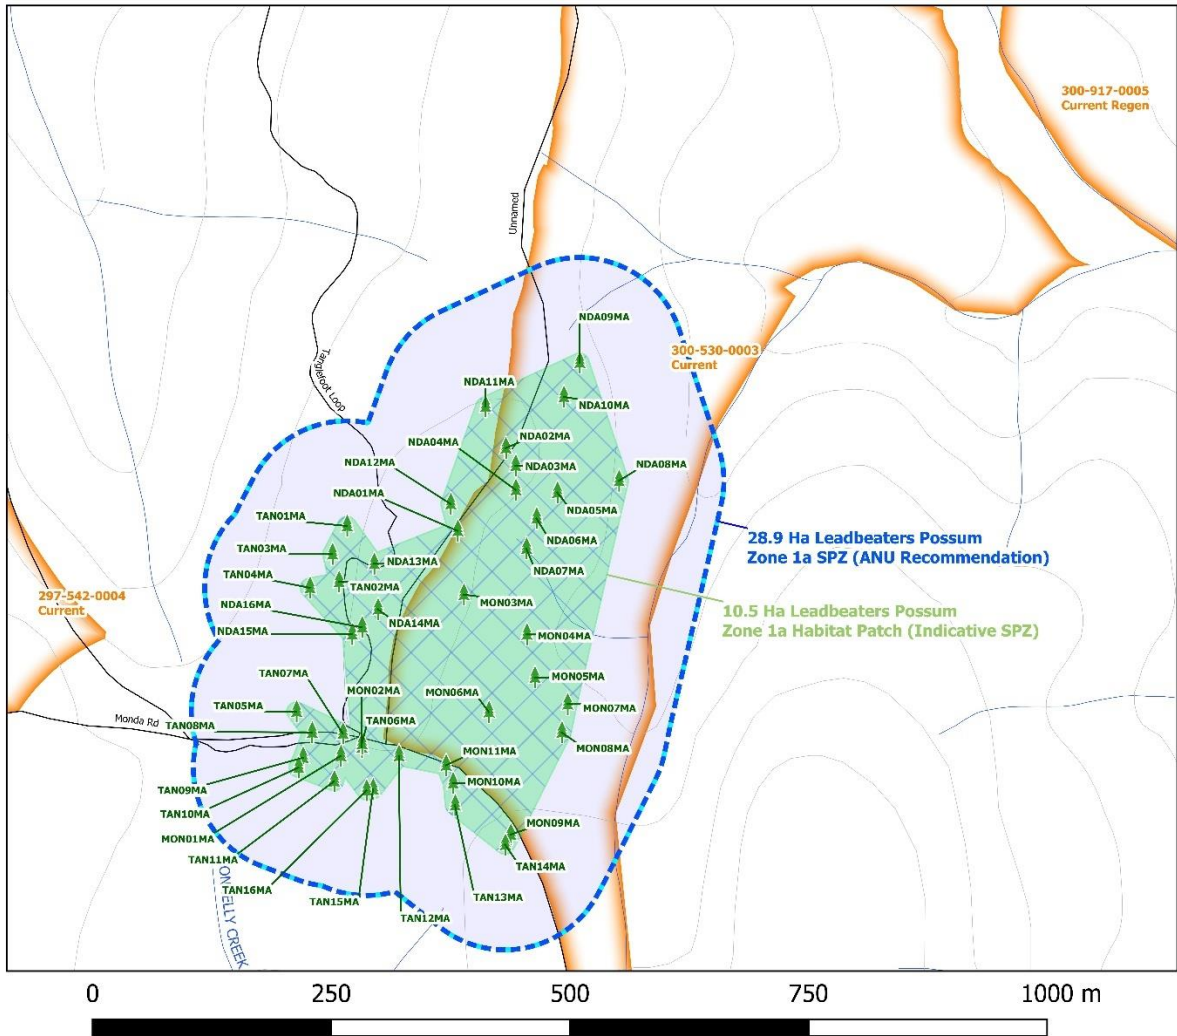 300-917-0005
Current Regen
Unnamed
NDA09MA
Tanglefoot Loop
300-530-0003
Current
NDA11MA
NDA10MA
NDA04MA
NDA02MA
NDA12MA
NDA03MA
NDA08MA
NDA01MA
NDA05MA
TAN01MA
NDA06MA
28.9 Ha Leadbeaters Possum
Zone 1a SPZ (ANU Recommendation)
TAN03MA
NDA13MA
NDA07MA
TAN04MA
TAN02MA
297-542-0004
Current
MON03MA
10.5 Ha Leadbeaters Possum
Zone 1a Habitat Patch (Indicative SPZ)
NDA16MA
NDA14MA
NDA15MA
MON04MA
TAN07MA
MON02MA
MON05MA
TAN05MA
MON06MA
MON07MA
Monda Rd
TAN08MA
TAN06MA
MON08MA
MON11MA
TAN09MA
MON10MA
TAN10MA
MON01MA
MON09MA
TAN11MA
TAN14MA
TAN16MA
TAN15MA
TAN13MA
TAN12MA
ONNELLY CREEK
0 250 500 750 1000 m